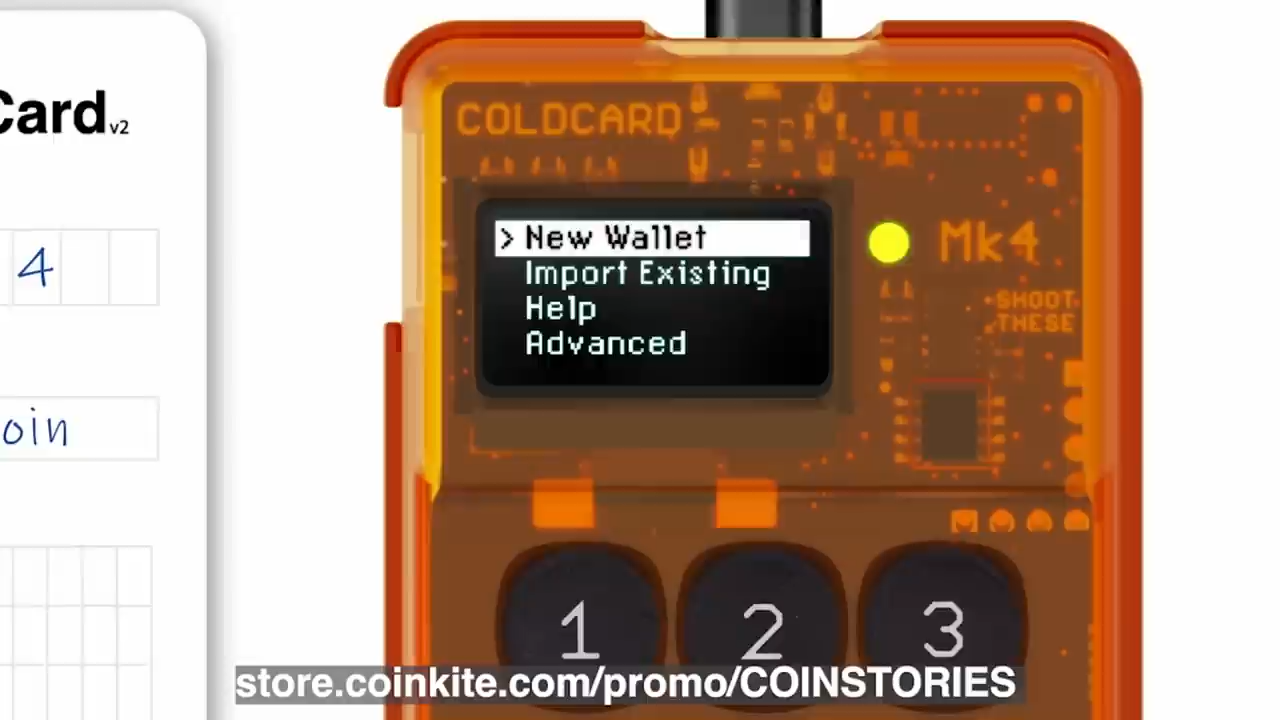 Card v2
4
oin
COLDCARD
> New Wallet
Import Existing
Help
Advanced
Mk4
SHOOT
THESE
1 2 3
store.coinkite.com/promo/COINSTORIES